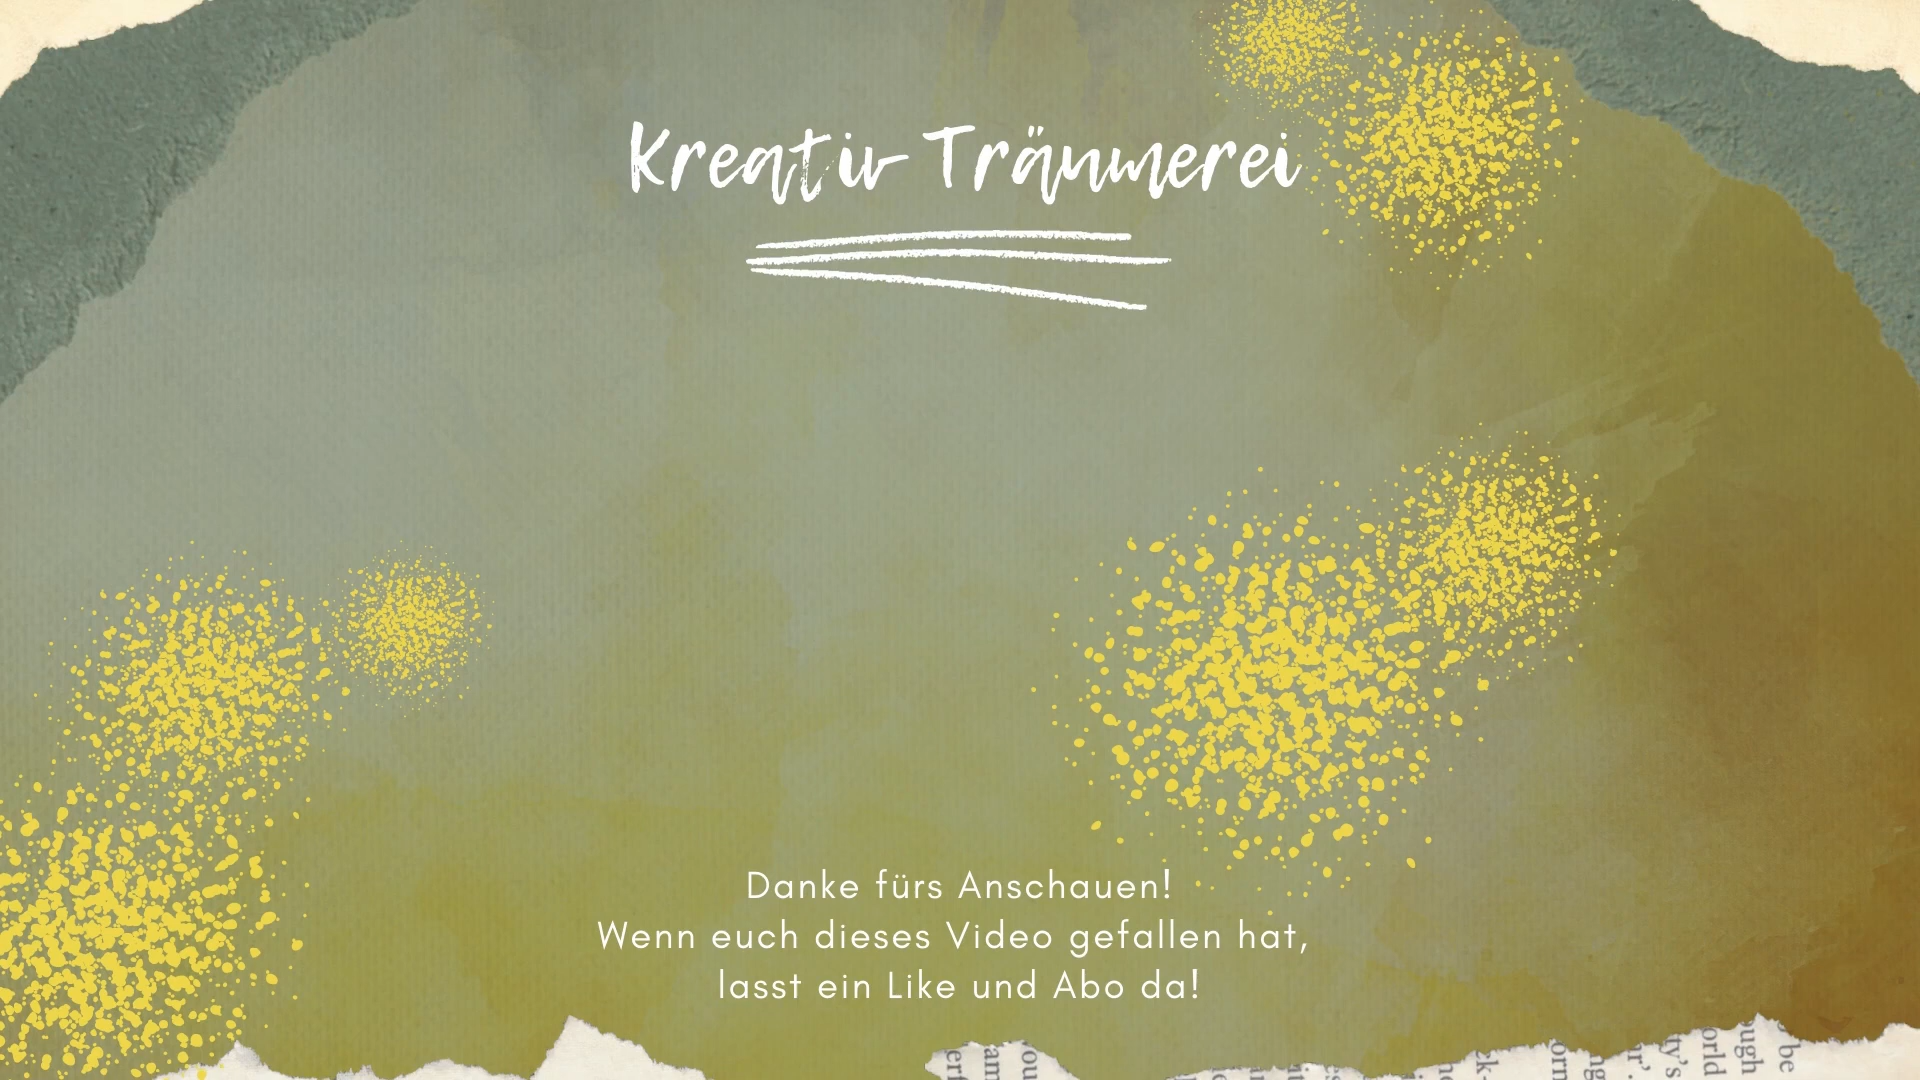 Kreativ Träumerei
Danke fürs Anschauen!
Wenn euch dieses Video gefallen hat,
lasst ein Like und Abo da!